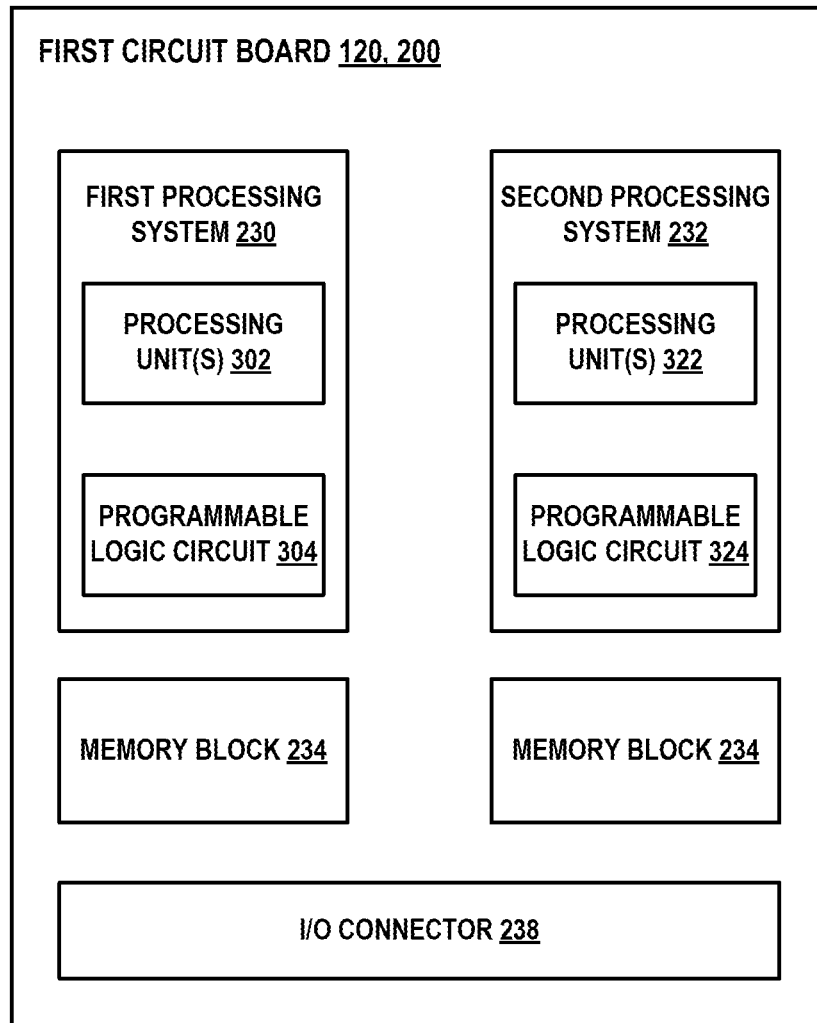 FIRST CIRCUIT BOARD 120, 200
FIRST PROCESSING
SYSTEM 230
PROCESSING
UNIT(S) 302
PROGRAMMABLE
LOGIC CIRCUIT 304
SECOND PROCESSING
SYSTEM 232
PROCESSING
UNIT(S) 322
PROGRAMMABLE
LOGIC CIRCUIT 324
MEMORY BLOCK 234
MEMORY BLOCK 234
I/O CONNECTOR 238